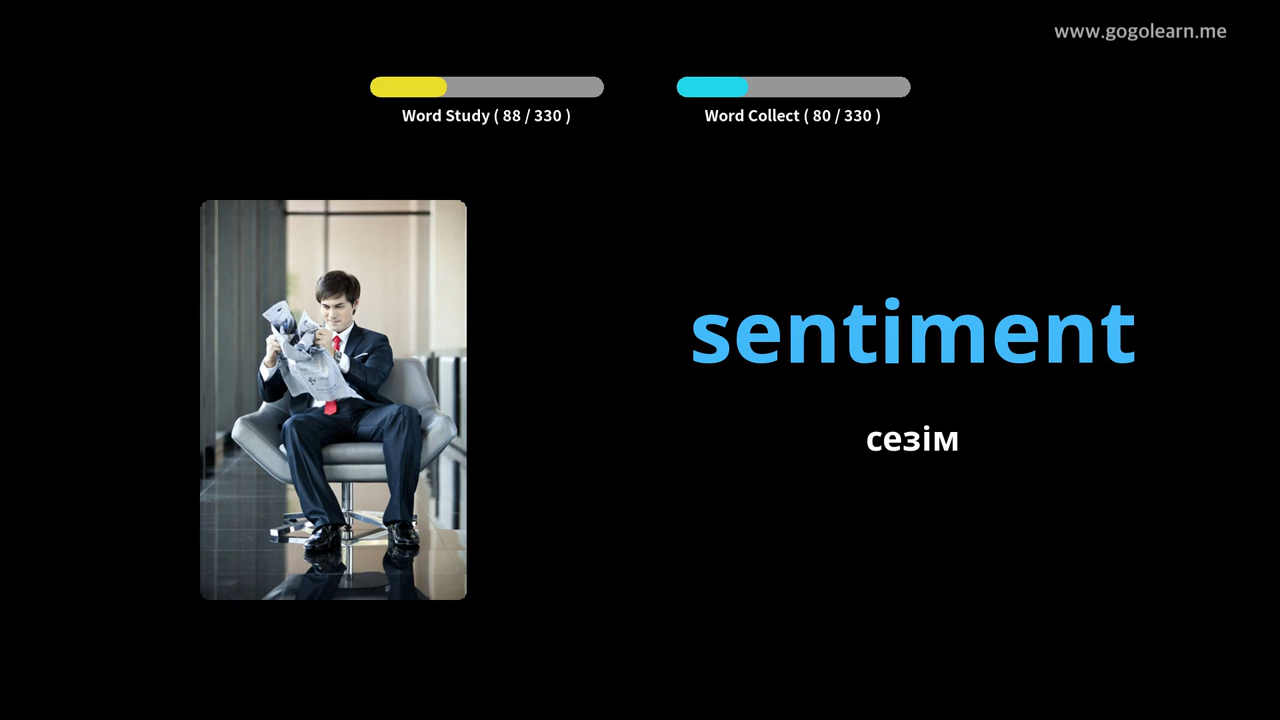 www.gogolearn.me
Word Study ( 88 / 330 )
Word Collect ( 80 / 330 )
sentiment
сезім